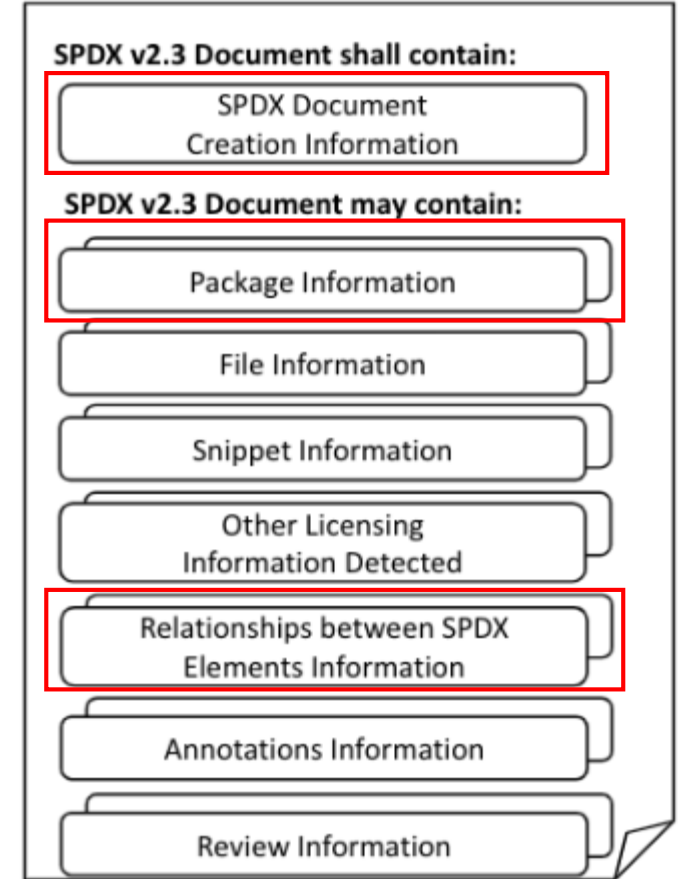 SPDX v2.3 Document shall contain:
SPDX Document
Creation Information
SPDX v2.3 Document may contain:
Package Information
File Information
Snippet Information
Other Licensing
Information Detected
Relationships between SPDX
Elements Information
Annotations Information
Review Information